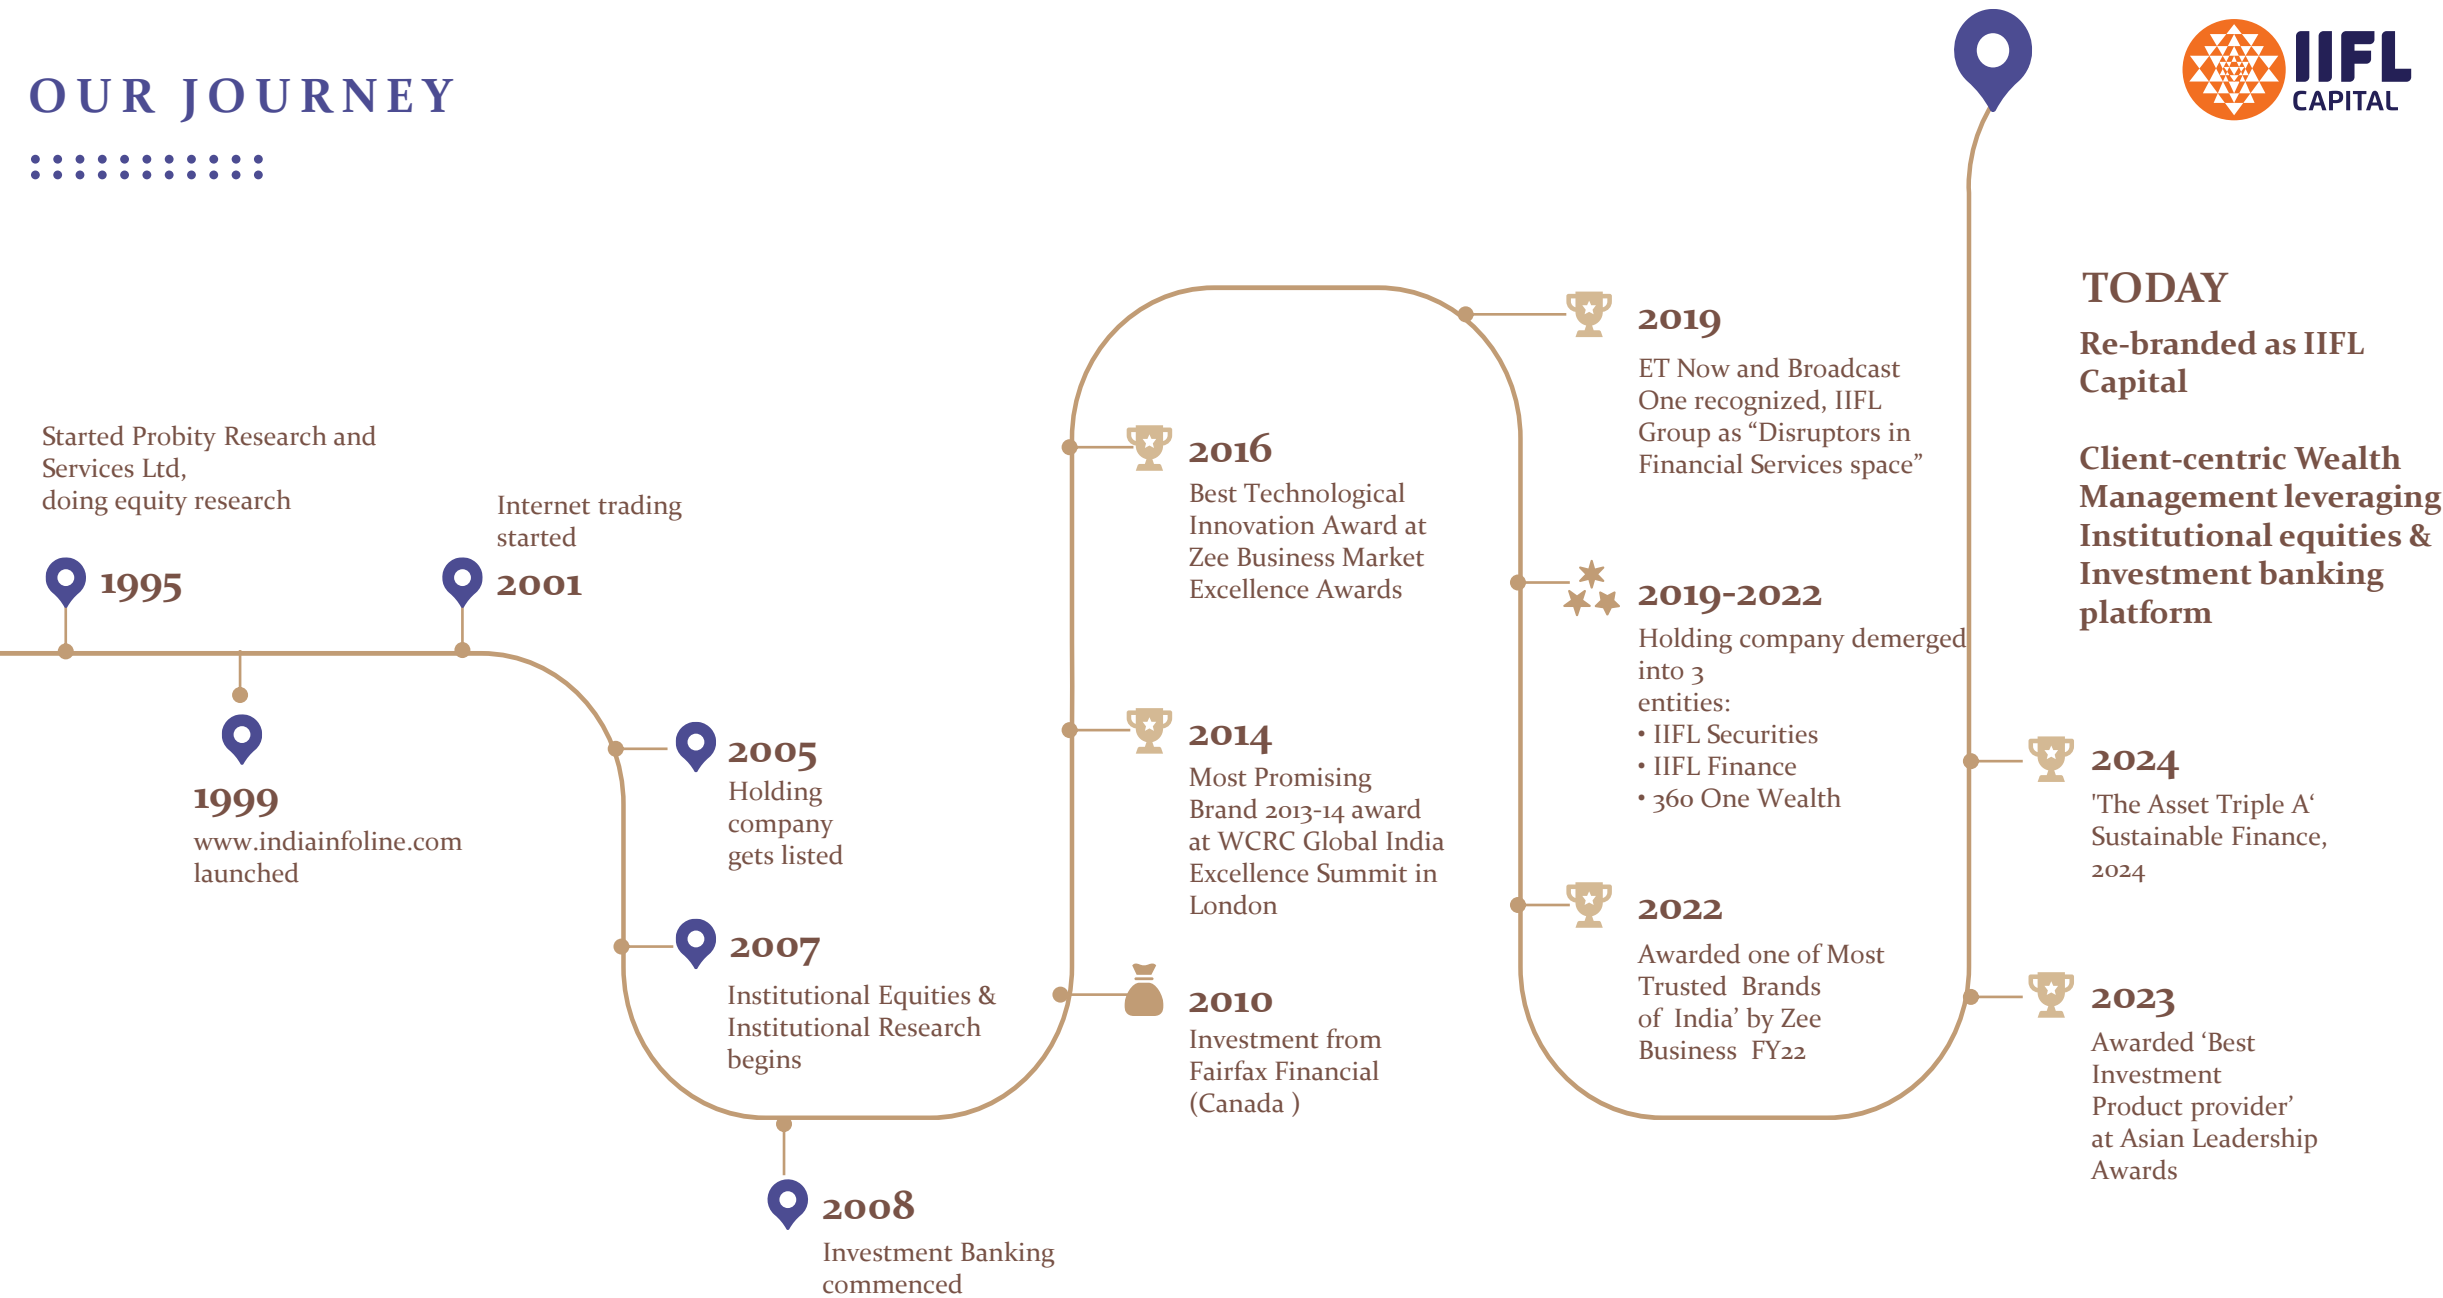 OUR JOURNEY
IIFL
CAPITAL
Started Probity Research and
Services Ltd,
doing equity research
1995
1999
www.indiainfoline.com
launched
Internet trading
started
2001
2005
Holding
company
gets listed
2007
Institutional Equities &
Institutional Research
begins
2008
Investment Banking
commenced
2010
Investment from
Fairfax Financial
(Canada )
2014
Most Promising
Brand 2013-14 award
at WCRC Global India
Excellence Summit in
London
2016
Best Technological
Innovation Award at
Zee Business Market
Excellence Awards
2019
ET Now and Broadcast
One recognized, IIFL
Group as “Disruptors in
Financial Services space”
2019-2022
Holding company demerged
into 3
entities:
• IIFL Securities
• IIFL Finance
• 360 One Wealth
2022
Awarded one of Most
Trusted Brands
of India’ by Zee
Business FY22
2023
Awarded ‘Best
Investment
Product provider’
at Asian Leadership
Awards
2024
'The Asset Triple A‘
Sustainable Finance,
2024
TODAY
Re-branded as IIFL
Capital
Client-centric Wealth
Management leveraging
Institutional equities &
Investment banking
platform